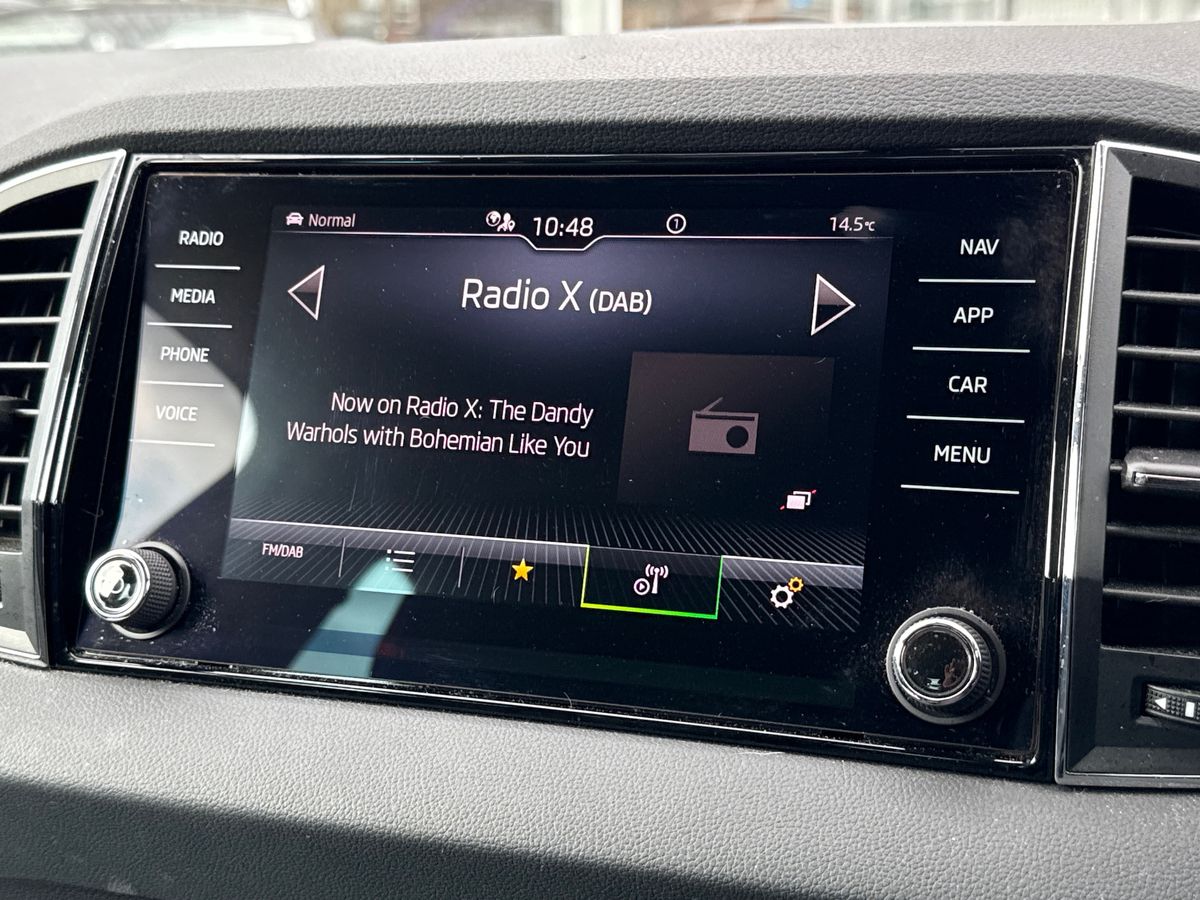 Normal
10:48
1
14.5°C
RADIO
MEDIA
PHONE
VOICE
Radio X (DAB)
Now on Radio X: The Dandy
Warhols with Bohemian Like You
FM/DAB
NAV
APP
CAR
MENU